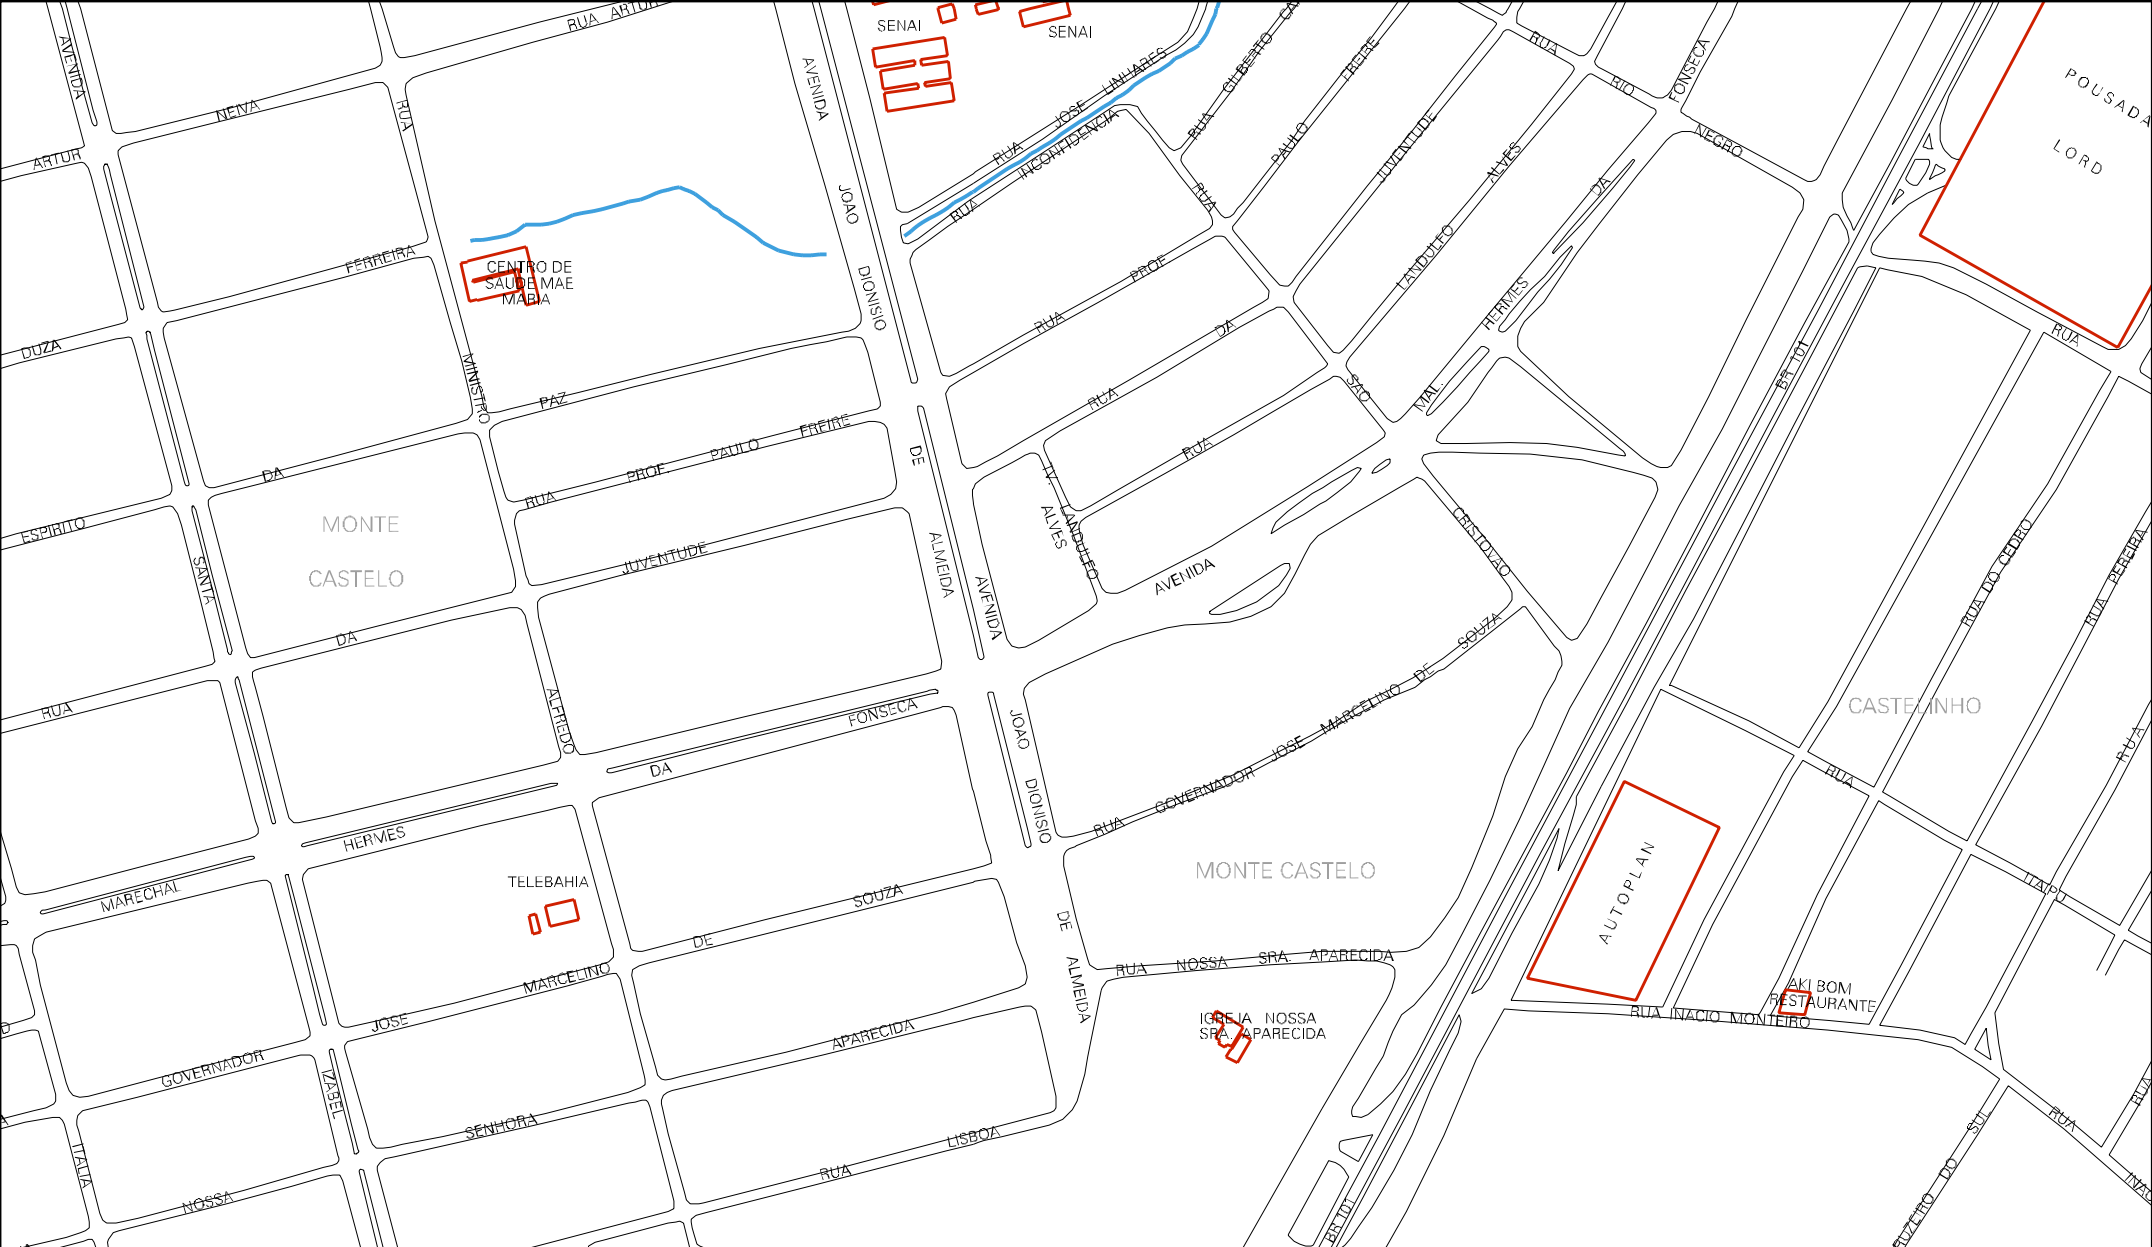 SENAI
SENAI
RUA ARTUR
AVENIDA
AVENIDA
NEIVA
RUA
ARTUR
RUA JOSE LINHARES
RUA INCONFIDENCIA
RUA GILBERTO
PAULO FREIRE
RUA
RIO
NEGRO
FONSECA
POUSADA
LORD
JUVENTUDE
LANDULFO ALVES
MAL. HERMES DA
RUA
SAO
CRISTOVAO
JOAO
DIONISIO
FERREIRA
CENTRO DE
SAUDE MAE
MARIA
DUZA
MINISTRO
RUA PROF
RUA DA
RUA
BR 101
RUA
PAZ
DA
RUA PROF. PAULO FREIRE
DE
ALMEIDA
TV. LANDULFO
ALVES
AVENIDA
AVENIDA
MONTE
CASTELO
ESPIRITO
SANTA
JUVENTUDE
DA
RUA
ALFREDO
RUA DO CEDRO
RUA PEREIRA
CASTELINHO
RUA
RUA GOVERNADOR JOSE MARCELINO DE SOUZA
JOAO
DIONISIO
FONSECA
DA
HERMES
MARECHAL
RUA
ITAIPU
MONTE CASTELO
TELEBAHIA
AUTOPLAN
SOUZA
DE
MARCELINO
JOSE
GOVERNADOR
DE
ALMEIDA
RUA NOSSA SRA. APARECIDA
IGREJA NOSSA
SRA. APARECIDA
AKI BOM
RESTAURANTE
RUA INACIO MONTEIRO
APARECIDA
SENHORA
NOSSA
IZABEL
ITALIA
RUA LISBOA
BR 101
DO SUL
RUA
RUA